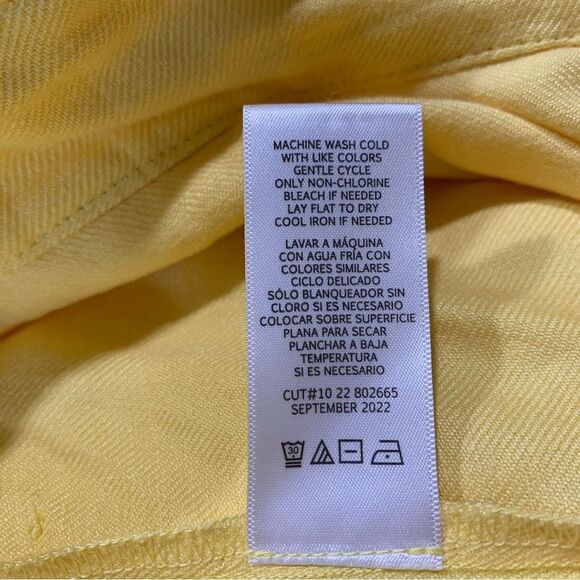 MACHINE WASH COLD
WITH LIKE COLORS
GENTLE CYCLE
ONLY NON-CHLORINE
BLEACH IF NEEDED
LAY FLAT TO DRY
COOL IRON IF NEEDED
LAVAR A MÁQUINA
CON AGUA FRÍA CON
COLORES SIMILARES
CICLO DELICADO
SÓLO BLANQUEADOR SIN
CLORO SI ES NECESARIO
COLOCAR SOBRE SUPERFICIE
PLANA PARA SECAR
PLANCHAR A BAJA
TEMPERATURA
SI ES NECESARIO
CUT#10 22 802665
SEPTEMBER 2022
30